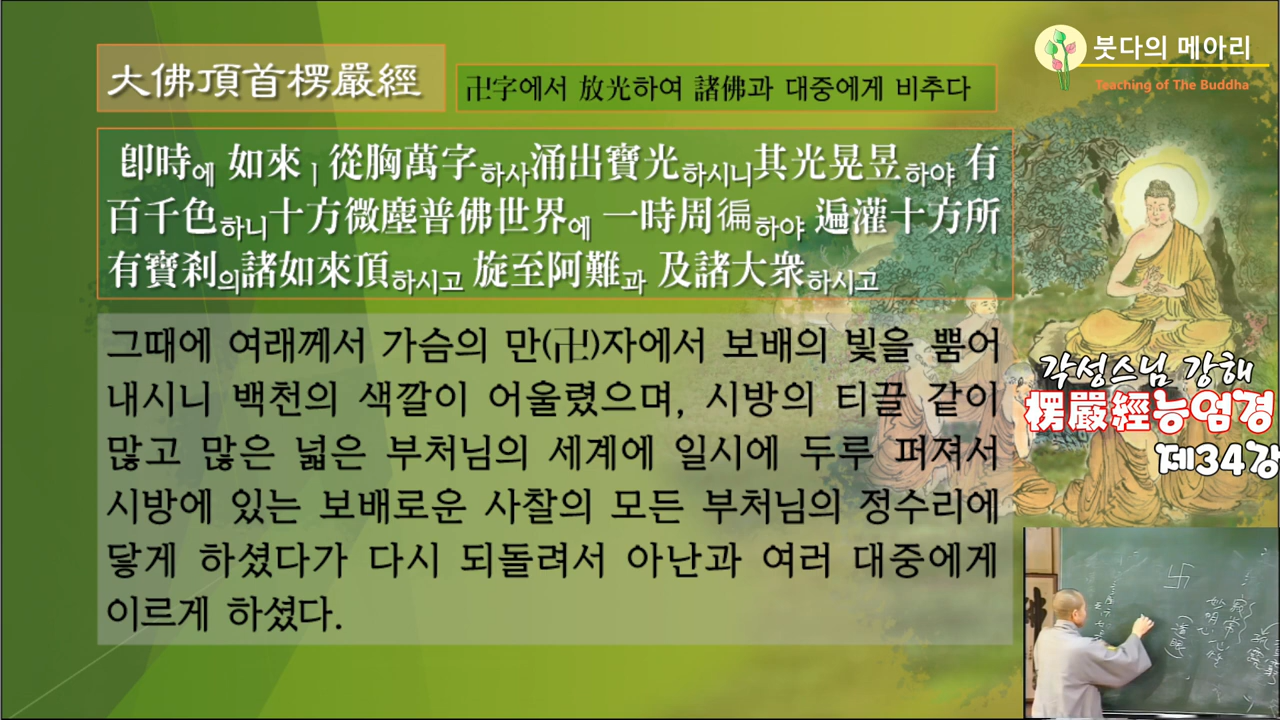 大佛頂首楞嚴經
卍字에서 放光하여 諸佛과 대중에게 비추다
卽時에 如來ㅣ 從胸萬字하사涌出寶光하시니其光晃昱하야 有
百千色하니十方微塵普佛世界에 一時周徧하야 遍灌十方所
有寶刹의諸如來頂하시고 旋至阿難과 及諸大衆하시고
그때에 여래께서 가슴의 만(卍)자에서 보배의 빛을 뿜어
내시니 백천의 색깔이 어울렸으며, 시방의 티끌 같이
많고 많은 넓은 부처님의 세계에 일시에 두루 퍼져서
시방에 있는 보배로운 사찰의 모든 부처님의 정수리에
닿게 하셨다가 다시 되돌려서 아난과 여러 대중에게
이르게 하셨다.
붓다의 메아리
Teaching of The Buddha
각성스님 강해
楞嚴經능엄경
제34강
卍